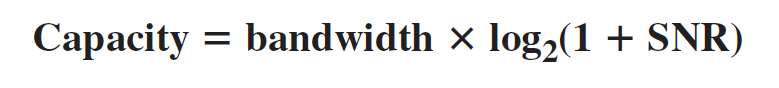 Capacity = bandwidth × log₂(1 + SNR)